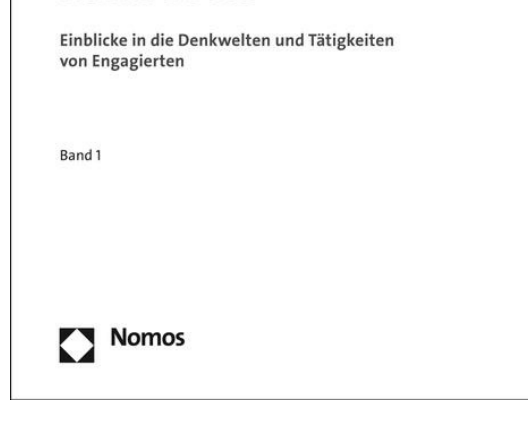 Einblicke in die Denkwelten und Tätigkeiten
von Engagierten
Band 1
Nomos